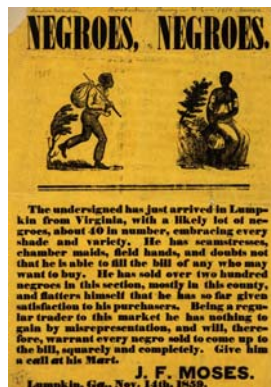 NEGROES, NEGROES.
The undersigned has just arrived in Lump-
kin from Virginia, with a likely lot of ne-
groes, about 40 in number, embracing every
shade and variety. He has seamstresses,
chamber maids, field hands, and doubts not
that he is able to fill the bill of any who may
want to buy. He has sold over two hundred
negroes in this section, mostly in this county,
and flatters himself that he has so far given
satisfaction to his purchasers. Being a regu-
lar trader to this market he has nothing to
gain by misrepresentation, and will, there-
fore, warrant every negro sold to come up to
the bill, squarely and completely. Give him
a call at his Mart.
J. F. MOSES.
Lumpkin, Ga., Nov. 14th, 1859.